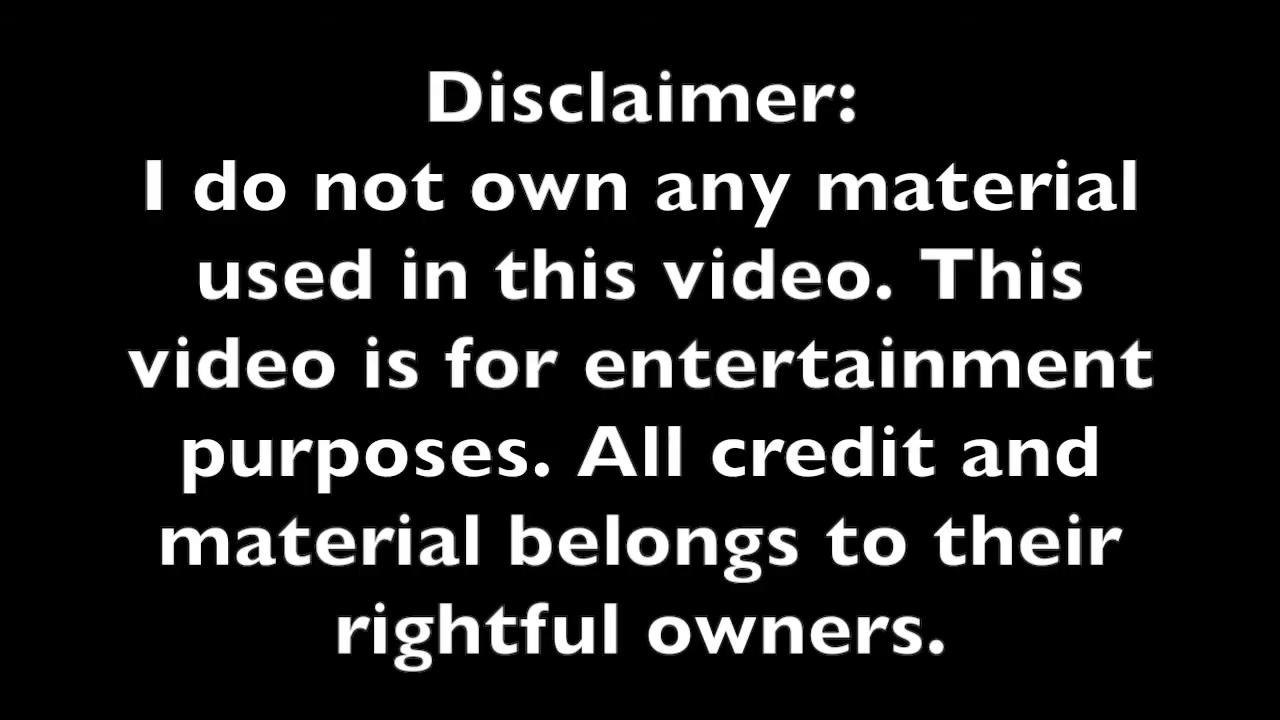 Disclaimer:
I do not own any material
used in this video. This
video is for entertainment
purposes. All credit and
material belongs to their
rightful owners.